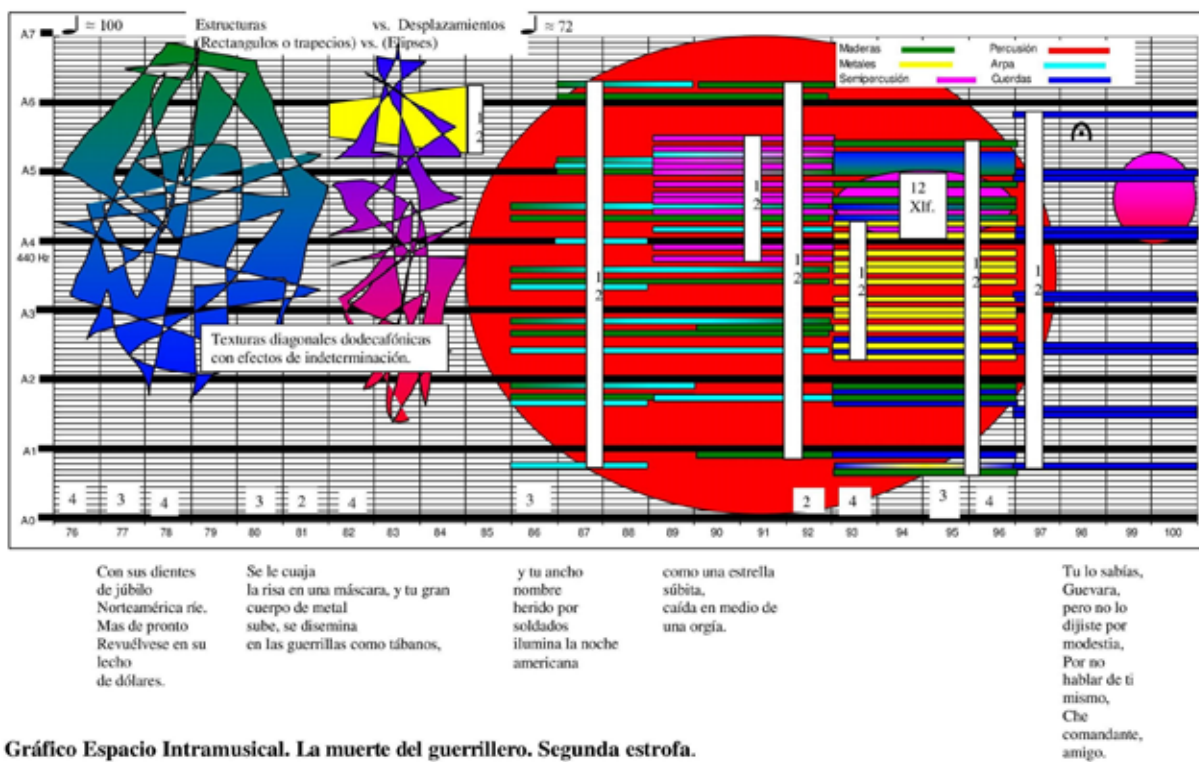 ♩ ≈ 100 Estructuras vs. Desplazamientos ♩ ≈ 72
(Rectangulos o trapecios) vs. (Elipses)
Maderas Percusión
Metales Arpa
Semipercusión Cuerdas
A7
A6
A5
A4
440 Hz
A3
A2
A1
A0
12
12
12
12
12
12
12
12
XIf.
Texturas diagonales dodecafónicas
con efectos de indeterminación.
4 3 4 3 2 4 3 2 4 3 4
76 77 78 79 80 81 82 83 84 85 86 87 88 89 90 91 92 93 94 95 96 97 98 99 100
Con sus dientes
de júbilo
Norteamérica ríe.
Mas de pronto
Revuélvese en su
lecho
de dólares.
Se le cuaja
la risa en una máscara, y tu gran
cuerpo de metal
sube, se disemina
en las guerrillas como tábanos,
y tu ancho
nombre
herido por
soldados
ilumina la noche
americana
como una estrella
súbita,
caída en medio de
una orgía.
Tu lo sabías,
Guevara,
pero no lo
dijiste por
modestia,
Por no
hablar de ti
mismo,
Che
comandante,
amigo.
Gráfico Espacio Intramusical. La muerte del guerrillero. Segunda estrofa.